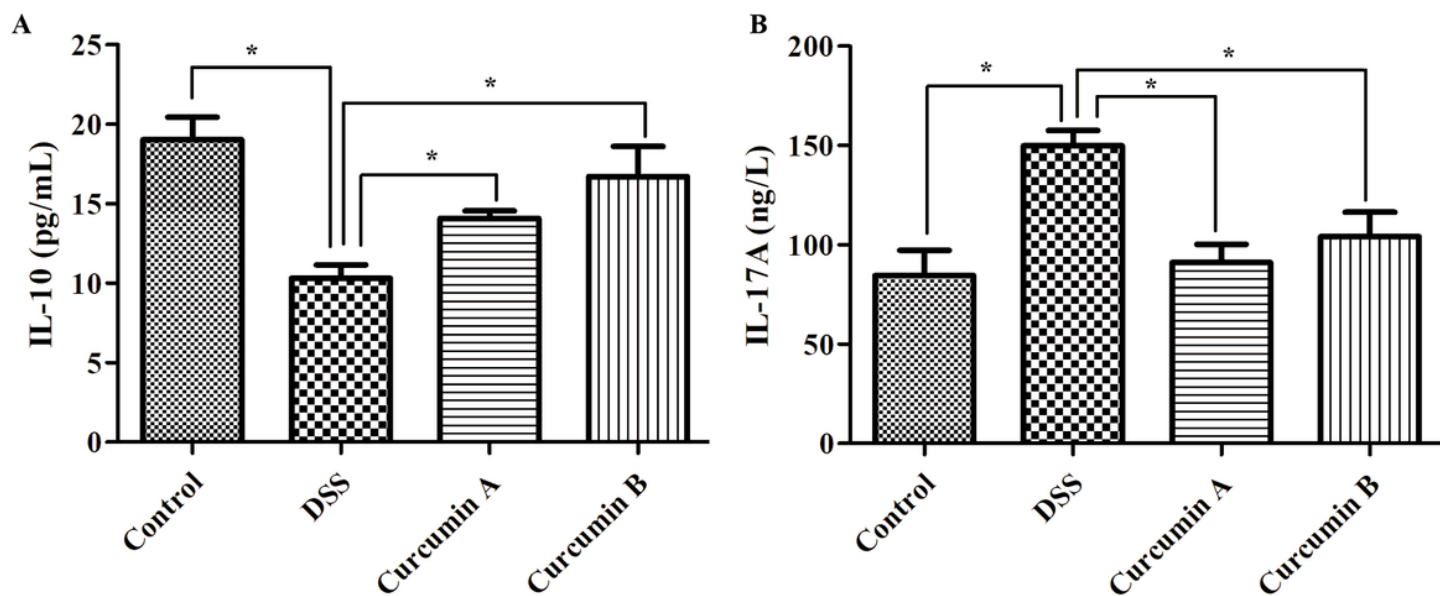 A
IL-10 (pg/mL)
25
20
15
10
5
0
*
*
*
Control
DSS
Curcumin A
Curcumin B
B
IL-17A (ng/L)
200
150
100
50
0
*
*
*
Control
DSS
Curcumin A
Curcumin B